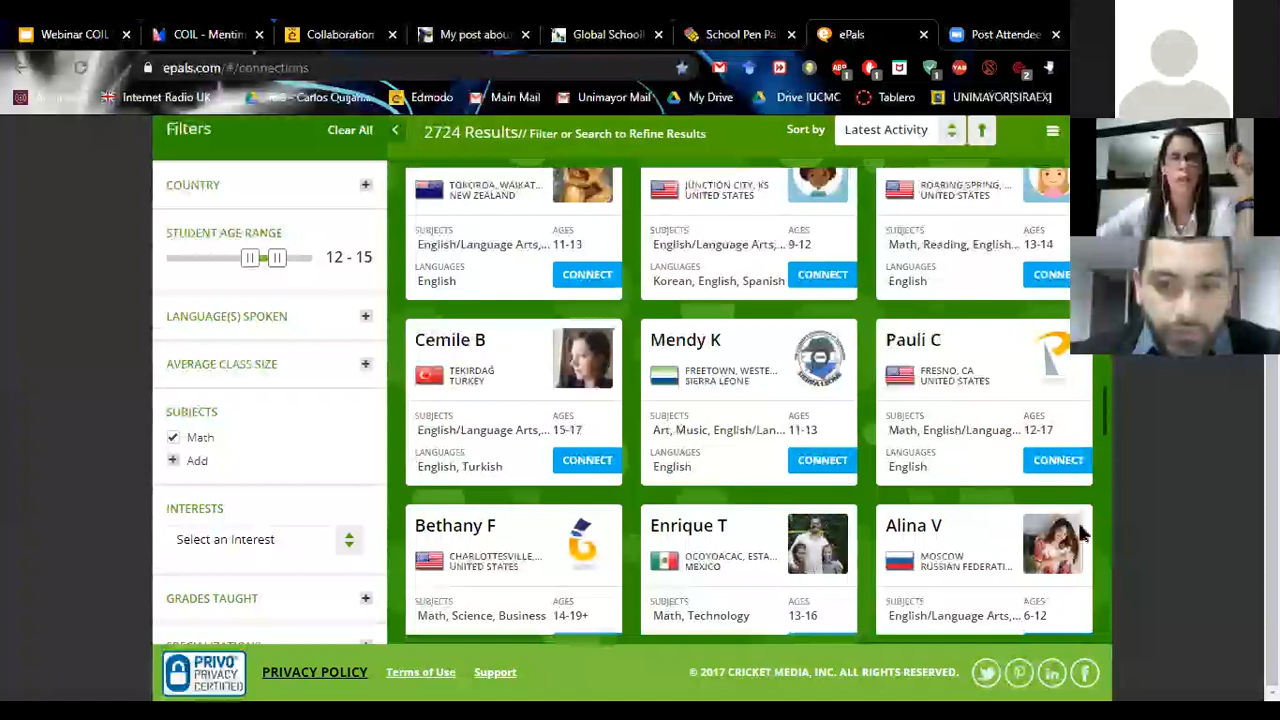 Webinar COIL
COIL - Mentim
Collaboration
My post abou
Global Schooll
School Pen Pa
ePals
Post Attendee
epals.com/#/connections
Internet Radio UK
Carlos Quijan...
Edmodo
Main Mail
Unimayor Mail
My Drive
Drive IUCMC
Tablero
UNIMAYOR[SIRAEX]
Filters
Clear All
2724 Results// Filter or Search to Refine Results
Sort by
Latest Activity
COUNTRY
STUDENT AGE RANGE
12 - 15
LANGUAGE(S) SPOKEN
AVERAGE CLASS SIZE
SUBJECTS
Math
Add
INTERESTS
Select an Interest
GRADES TAUGHT
TOKOROA, WAIKAT...
NEW ZEALAND
SUBJECTS
AGES
English/Language Arts,...
11-13
LANGUAGES
English
CONNECT
JUNCTION CITY, KS
UNITED STATES
SUBJECTS
AGES
English/Language Arts,...
9-12
LANGUAGES
Korean, English, Spanish
CONNECT
ROARING SPRING, ...
UNITED STATES
SUBJECTS
AGES
Math, Reading, English...
13-14
LANGUAGES
English
CONNE
Cemile B
TEKIRDAĞ
TURKEY
SUBJECTS
AGES
English/Language Arts,...
15-17
LANGUAGES
English, Turkish
CONNECT
Mendy K
FREETOWN, WESTE...
SIERRA LEONE
SUBJECTS
AGES
Art, Music, English/Lan...
11-13
LANGUAGES
English
CONNECT
Pauli C
FRESNO, CA
UNITED STATES
SUBJECTS
AGES
Math, English/Languag...
12-17
LANGUAGES
English
CONNECT
Bethany F
CHARLOTTESVILLE,...
UNITED STATES
SUBJECTS
AGES
Math, Science, Business
14-19+
Enrique T
OCOYOACAC, ESTA...
MEXICO
SUBJECTS
AGES
Math, Technology
13-16
Alina V
MOSCOW
RUSSIAN FEDERATI...
SUBJECTS
AGES
English/Language Arts,...
6-12
PRIVO
PRIVACY
CERTIFIED
PRIVACY POLICY
Terms of Use
Support
© 2017 CRICKET MEDIA, INC. ALL RIGHTS RESERVED.